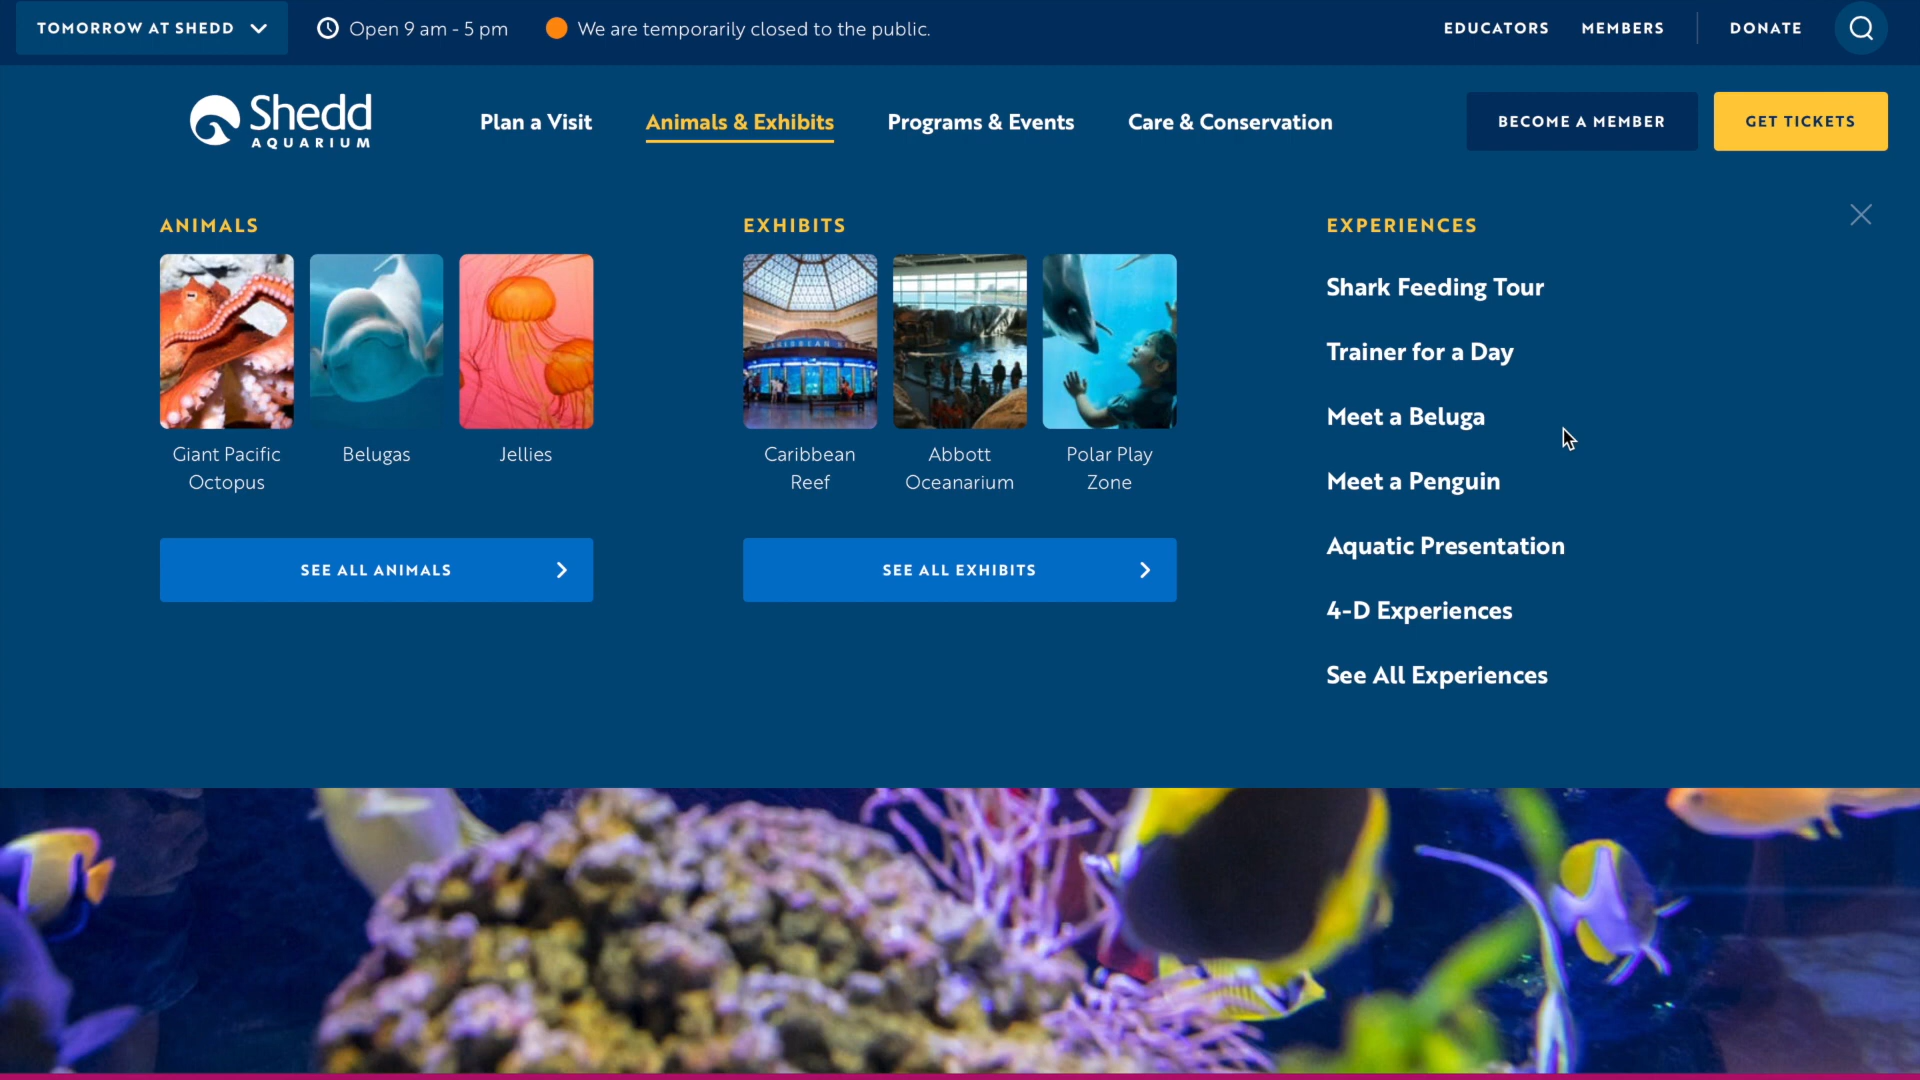 TOMORROW AT SHEDD
Open 9 am - 5 pm
We are temporarily closed to the public.
EDUCATORS
MEMBERS
DONATE
Shedd
AQUARIUM
Plan a Visit
Animals & Exhibits
Programs & Events
Care & Conservation
BECOME A MEMBER
GET TICKETS
ANIMALS
Giant Pacific
Octopus
Belugas
Jellies
SEE ALL ANIMALS
EXHIBITS
CARIBBEAN
Caribbean
Reef
Abbott
Oceanarium
Polar Play
Zone
SEE ALL EXHIBITS
EXPERIENCES
Shark Feeding Tour
Trainer for a Day
Meet a Beluga
Meet a Penguin
Aquatic Presentation
4-D Experiences
See All Experiences